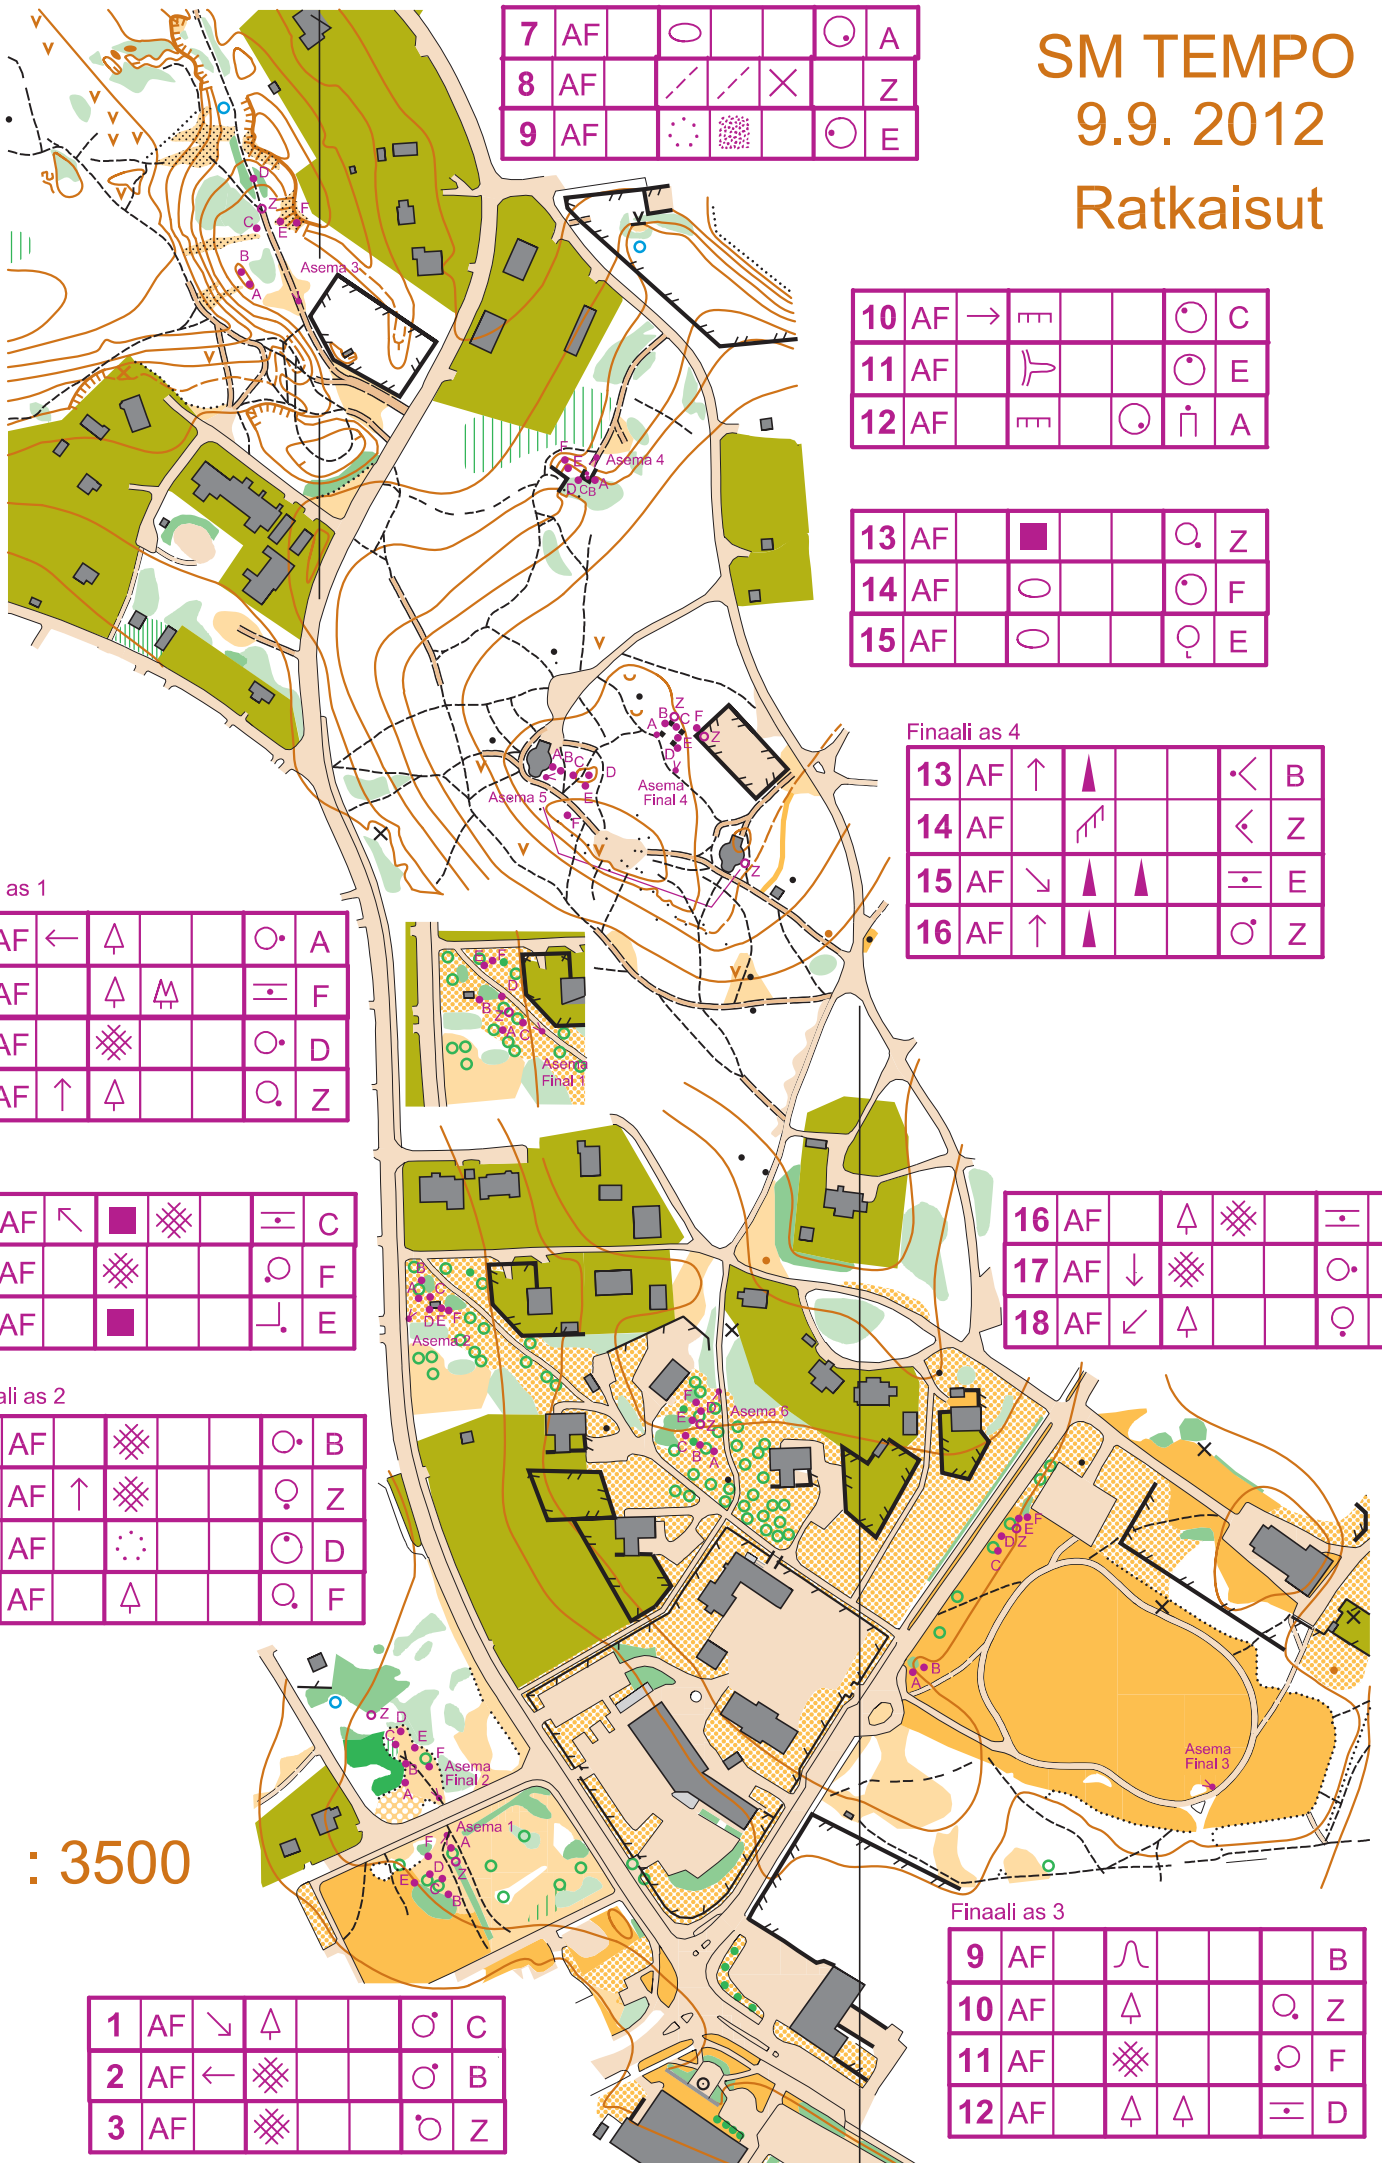 7 AF A
8 AF Z
9 AF E
SM TEMPO
9.9. 2012
Ratkaisut
10 AF C
11 AF E
12 AF A
13 AF Z
14 AF F
15 AF E
Finaali as 4
13 AF B
14 AF Z
15 AF E
16 AF Z
D
Z
F
C
E
B
A
Asema 3
F
E
Asema 4
D
C
B
A
Z
B
C
F
A
E
Z
D
Asema
Final 4
A
B
C
D
E
Asema 5
F
Z
as 1
AF A
AF F
AF D
AF Z
E
F
D
B
Z
A
C
Asema
Final 1
AF C
AF F
AF E
16 AF
17 AF
18 AF
B
A
C
D
E
F
Asema 2
F
D
Asema 6
E
Z
C
B
A
ali as 2
AF B
AF Z
AF D
AF F
F
E
D
Z
C
B
A
Asema
Final 3
Z
D
C
E
F
B
A
Asema
Final 2
Asema 1
F
A
D
Z
E
C
B
: 3500
Finaali as 3
9 AF B
10 AF Z
11 AF F
12 AF D
1 AF C
2 AF B
3 AF Z